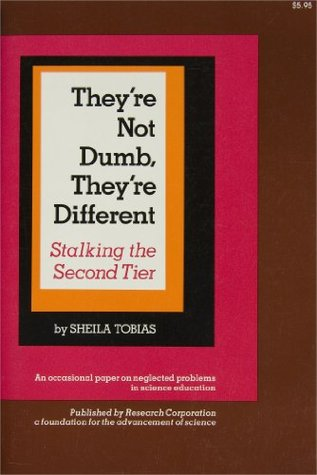 $5.95
They're
Not
Dumb,
They're
Different
Stalking the
Second Tier
by SHEILA TOBIAS
An occasional paper on neglected problems
in science education
Published by Research Corporation
a foundation for the advancement of science